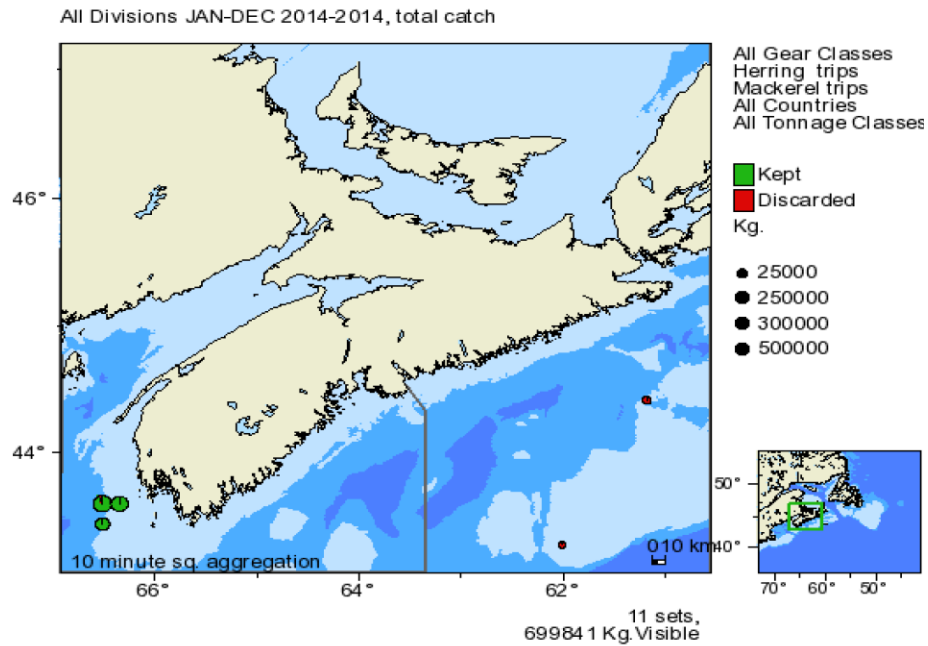 All Divisions JAN-DEC 2014-2014, total catch
All Gear Classes
Herring trips
Mackerel trips
All Countries
All Tonnage Classes
Kept
Discarded
Kg.
25000
250000
300000
500000
46°
44°
10 minute sq. aggregation
010 km
66°
64°
62°
50°
40°
70°
60°
50°
11 sets,
699841 Kg.Visible